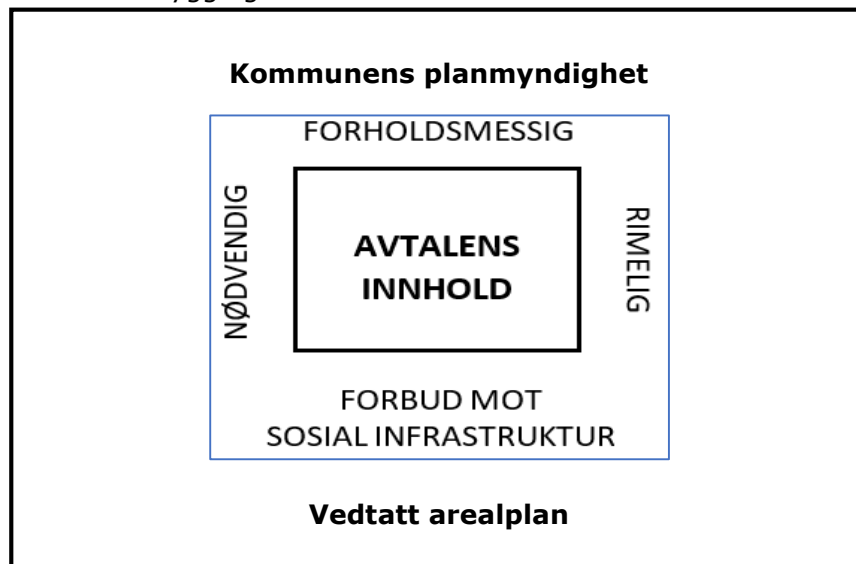 Kommunens planmyndighet
FORHOLDSMESSIG
NØDVENDIG
AVTALENS
INNHOLD
RIMELIG
FORBUD MOT
SOSIAL INFRASTRUKTUR
Vedtatt arealplan